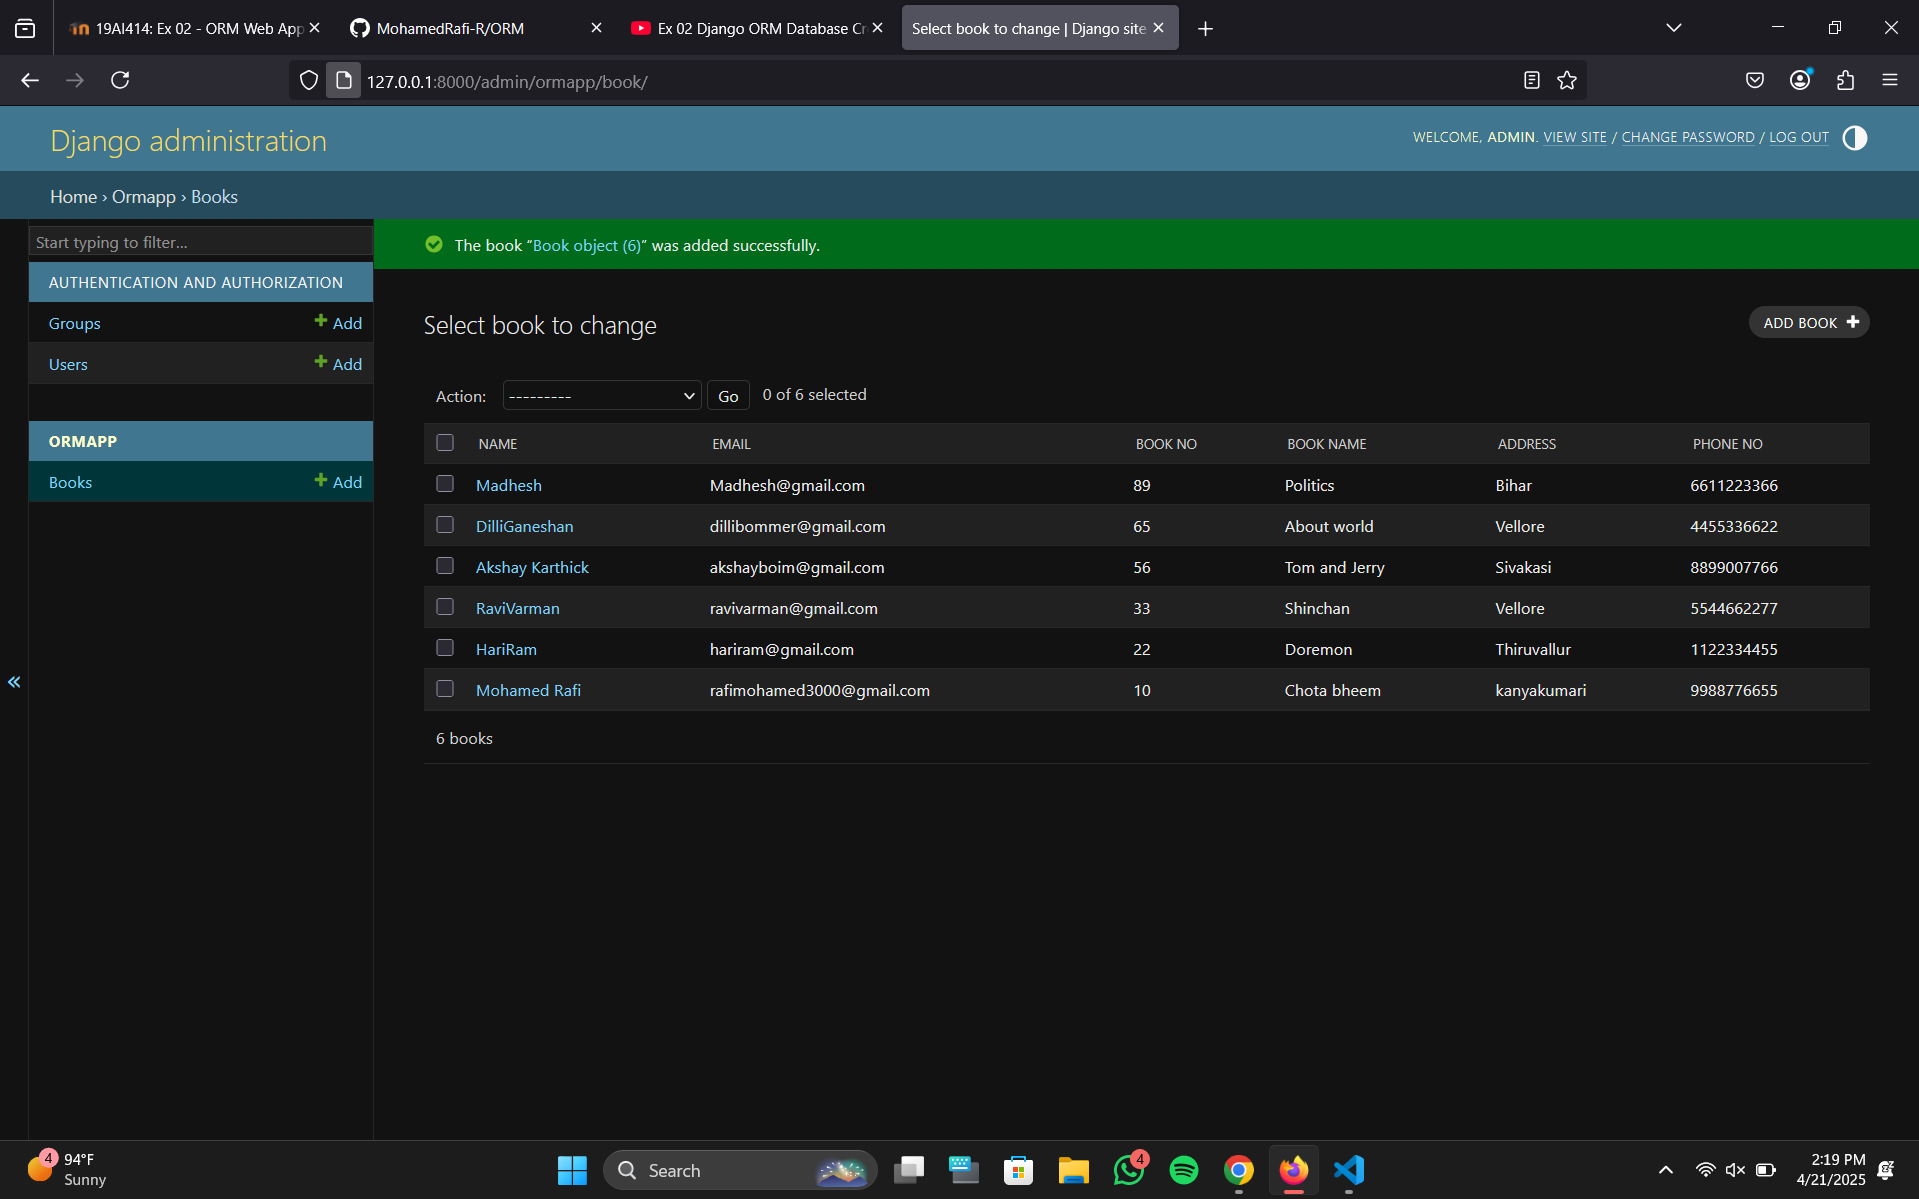 19AI414: Ex 02 - ORM Web App
MohamedRafi-R/ORM
Ex 02 Django ORM Database Cr
Select book to change | Django site
127.0.0.1:8000/admin/ormapp/book/
Django administration
WELCOME, ADMIN. VIEW SITE / CHANGE PASSWORD / LOG OUT
Home › Ormapp › Books
Start typing to filter...
AUTHENTICATION AND AUTHORIZATION
Groups Add
Users Add
ORMAPP
Books Add
The book “Book object (6)” was added successfully.
Select book to change
ADD BOOK
Action: --------- Go 0 of 6 selected
NAME EMAIL BOOK NO BOOK NAME ADDRESS PHONE NO
Madhesh Madhesh@gmail.com 89 Politics Bihar 6611223366
DilliGaneshan dillibommer@gmail.com 65 About world Vellore 4455336622
Akshay Karthick akshayboim@gmail.com 56 Tom and Jerry Sivakasi 8899007766
RaviVarman ravivarman@gmail.com 33 Shinchan Vellore 5544662277
HariRam hariram@gmail.com 22 Doremon Thiruvallur 1122334455
Mohamed Rafi rafimohamed3000@gmail.com 10 Chota bheem kanyakumari 9988776655
6 books
4
94°F
Sunny
Search
4
2:19 PM
4/21/2025